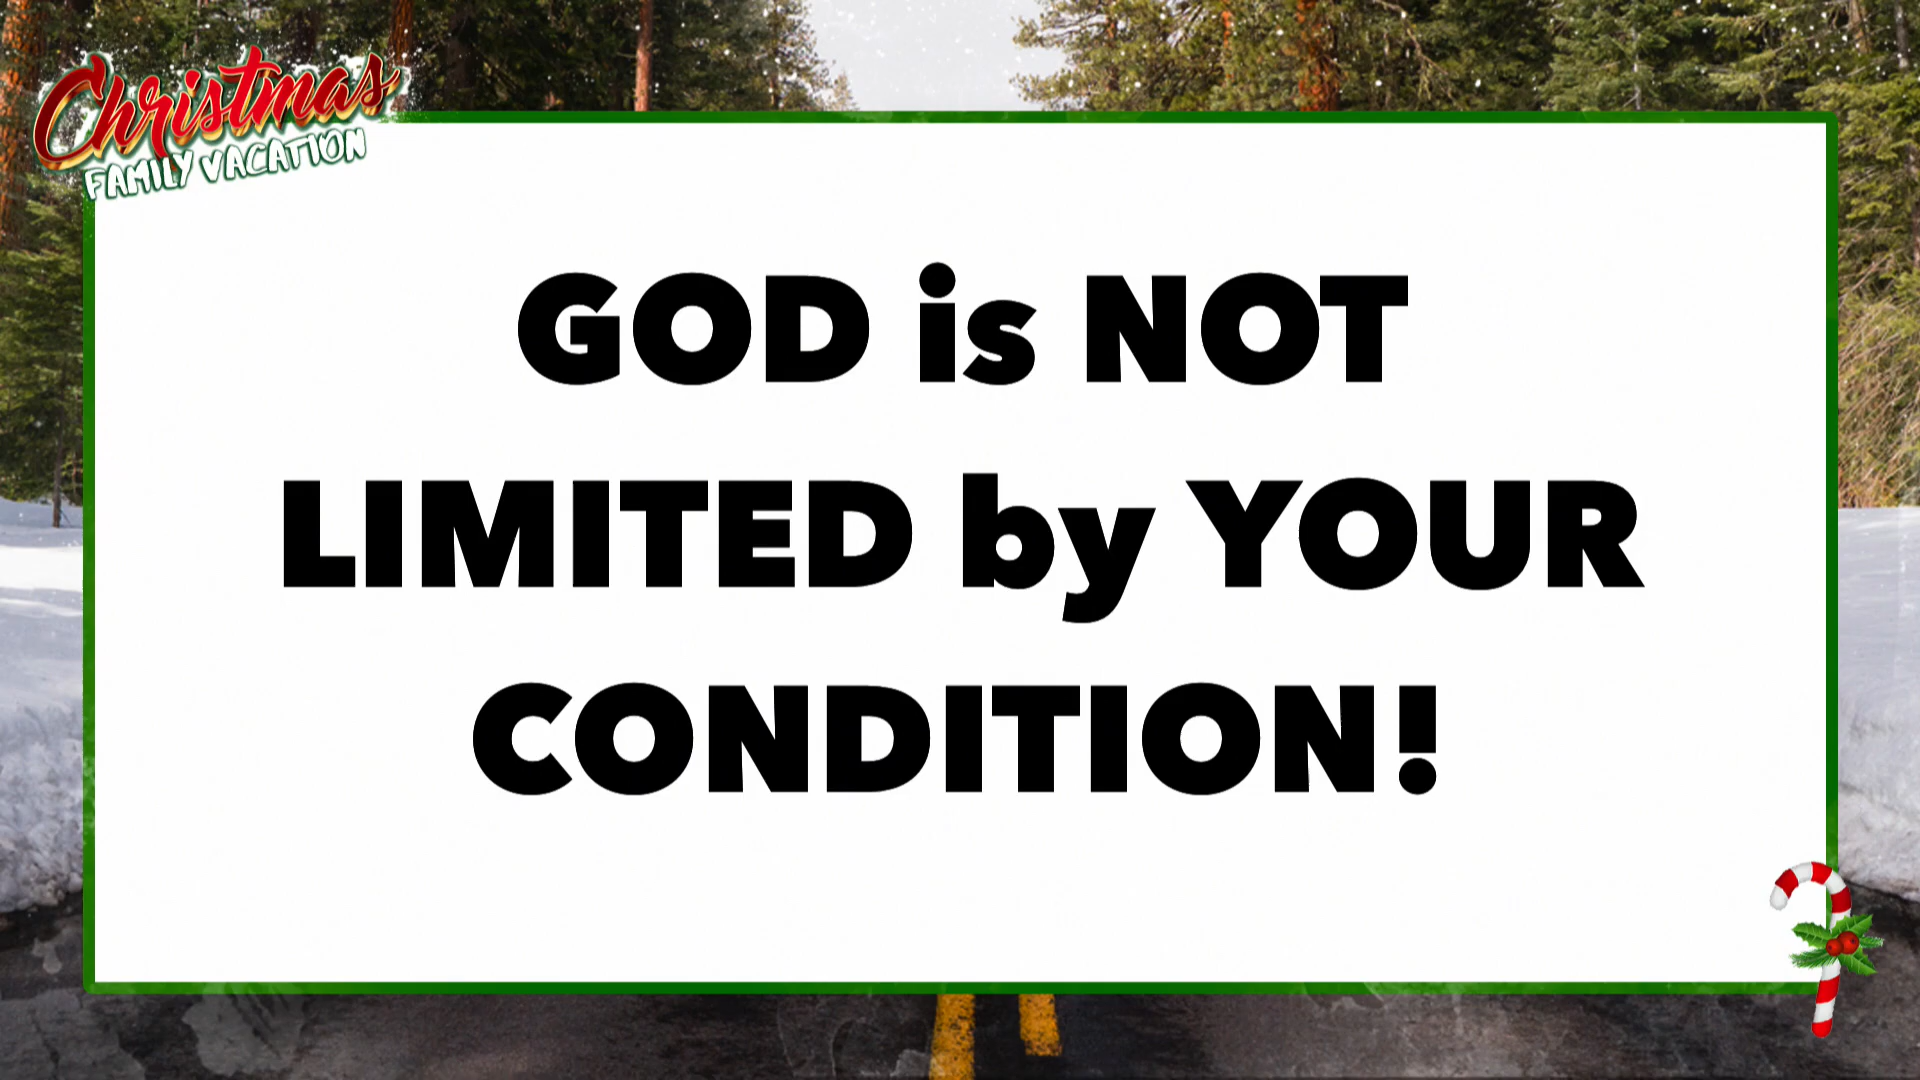 Christmas
FAMILY VACATION
GOD is NOT
LIMITED by YOUR
CONDITION!